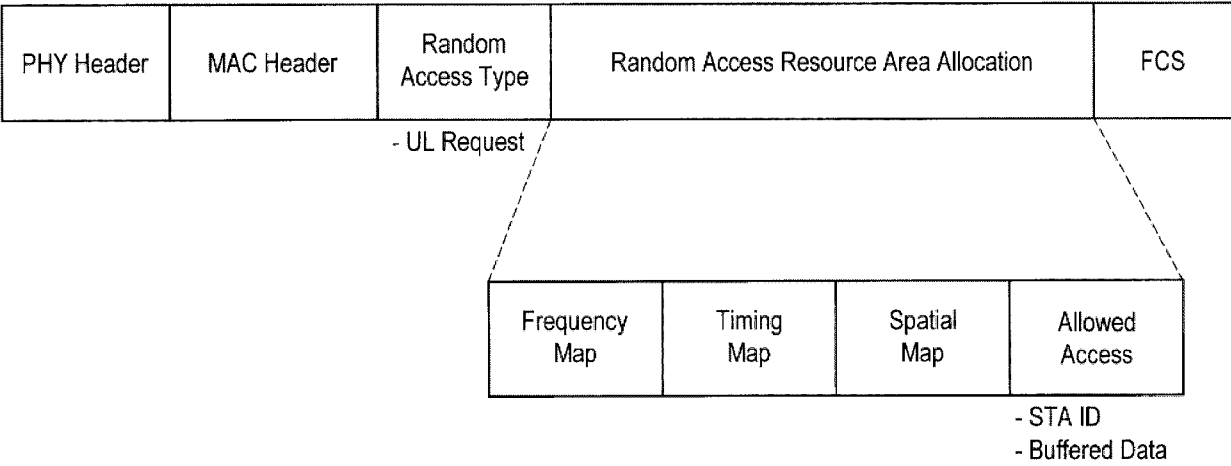 PHY Header
MAC Header
Random
Access Type
Random Access Resource Area Allocation
FCS
- UL Request
Frequency
Map
Timing
Map
Spatial
Map
Allowed
Access
- STA ID
- Buffered Data